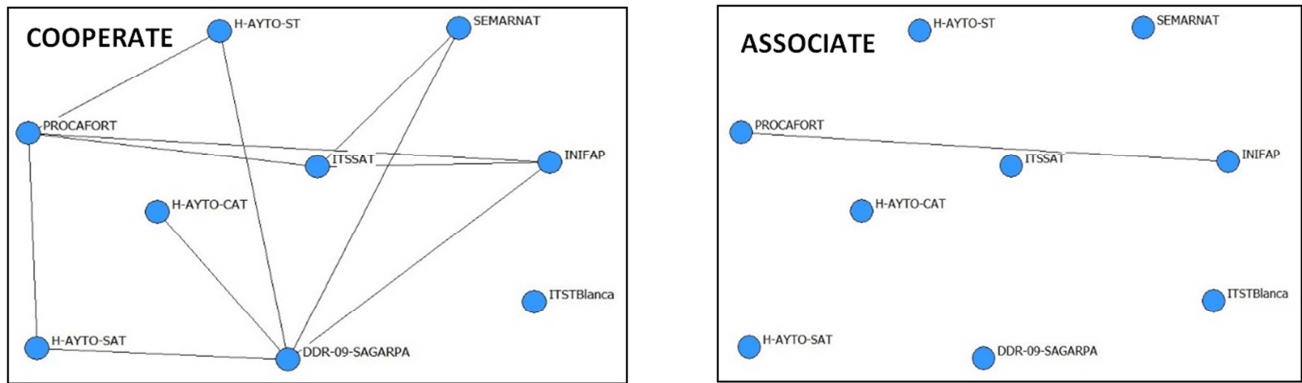 COOPERATE
H-AYTO-ST
SEMARNAT
PROCAFORT
ITSSAT
INIFAP
H-AYTO-CAT
ITSTBlanca
H-AYTO-SAT
DDR-09-SAGARPA
ASSOCIATE
H-AYTO-ST
SEMARNAT
PROCAFORT
ITSSAT
INIFAP
H-AYTO-CAT
ITSTBlanca
H-AYTO-SAT
DDR-09-SAGARPA